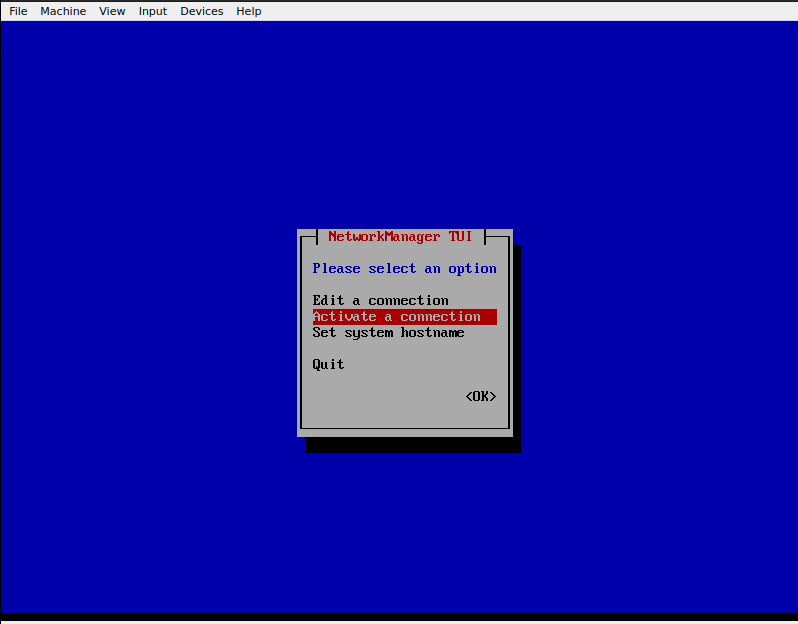 File Machine View Input Devices Help
NetworkManager TUI
Please select an option
Edit a connection
Activate a connection
Set system hostname
Quit
<OK>